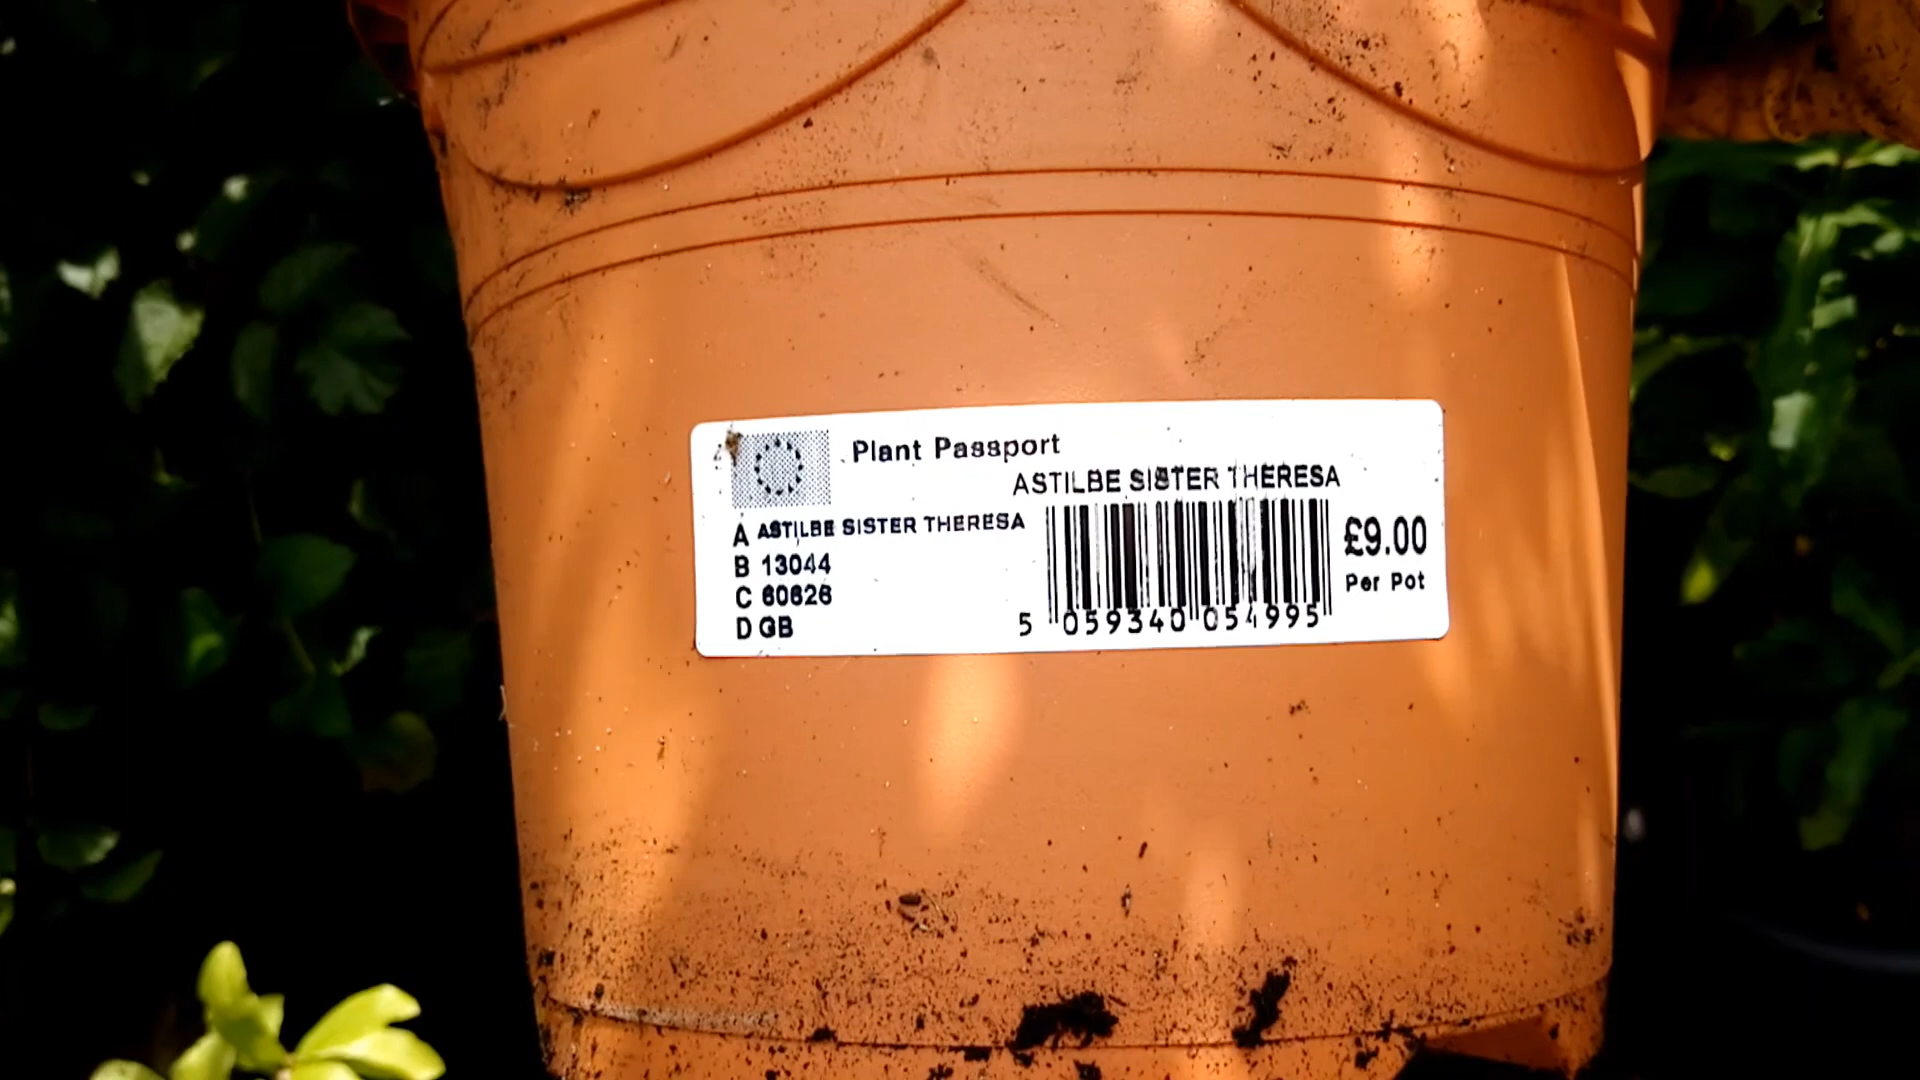 Plant Passport
ASTILBE SISTER THERESA
A ASTILBE SISTER THERESA
B 13044
C 60626
D GB
£9.00
Per Pot
5 059340 054995